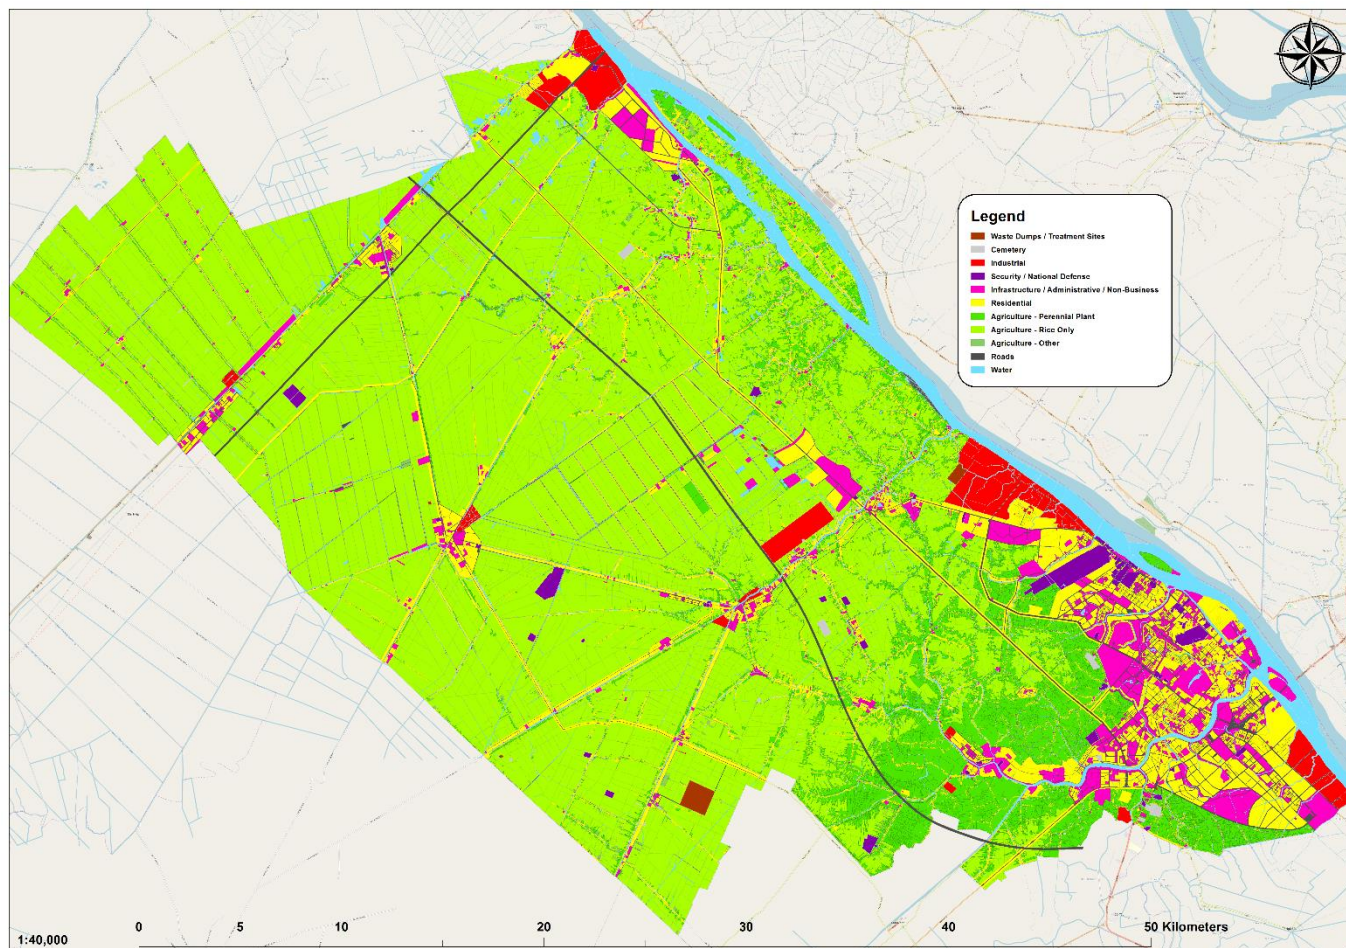 Legend
Waste Dumps / Treatment Sites
Cemetery
Industrial
Security / National Defense
Infrastructure / Administrative / Non-Business
Residential
Agriculture - Perennial Plant
Agriculture - Rice Only
Agriculture - Other
Roads
Water
0 5 10 20 30 40 50 Kilometers
1:40,000